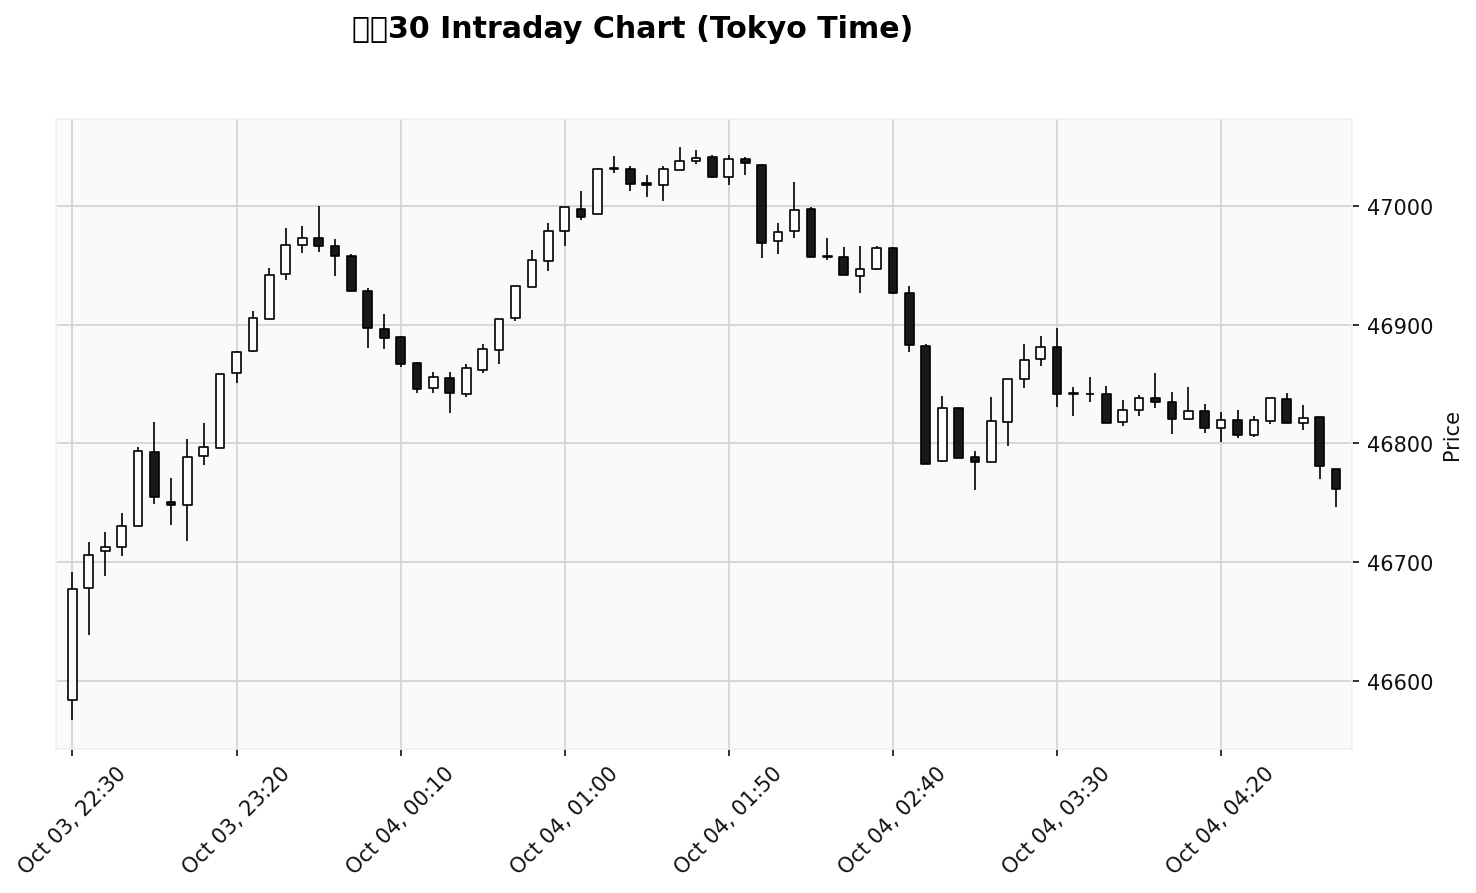 30 Intraday Chart (Tokyo Time)
47000
46900
46800
46700
46600
Price
Oct 03, 22:30
Oct 03, 23:20
Oct 04, 00:10
Oct 04, 01:00
Oct 04, 01:50
Oct 04, 02:40
Oct 04, 03:30
Oct 04, 04:20